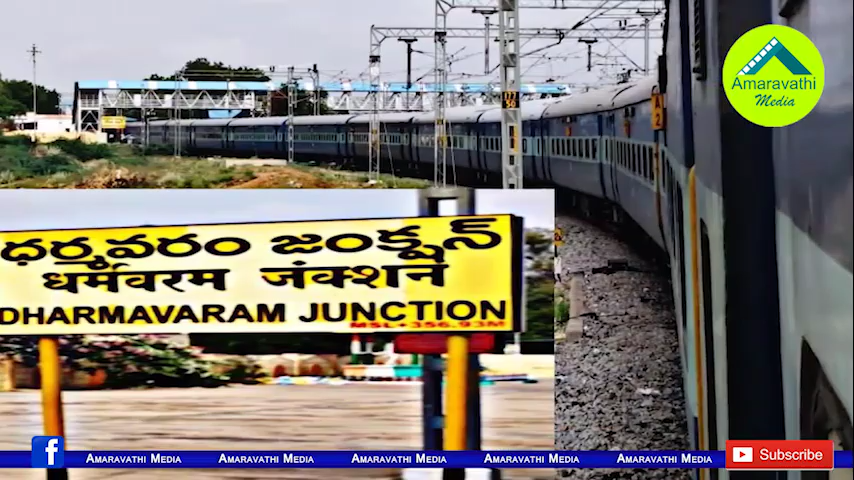 Amaravathi
Media
ధర్మవరం జంక్షన్
धर्मवरम जंक्शन
DHARMAVARAM JUNCTION
MSL+356.93M
AMARAVATHI MEDIA AMARAVATHI MEDIA AMARAVATHI MEDIA AMARAVATHI MEDIA AMARAVATHI MEDIA
Subscribe